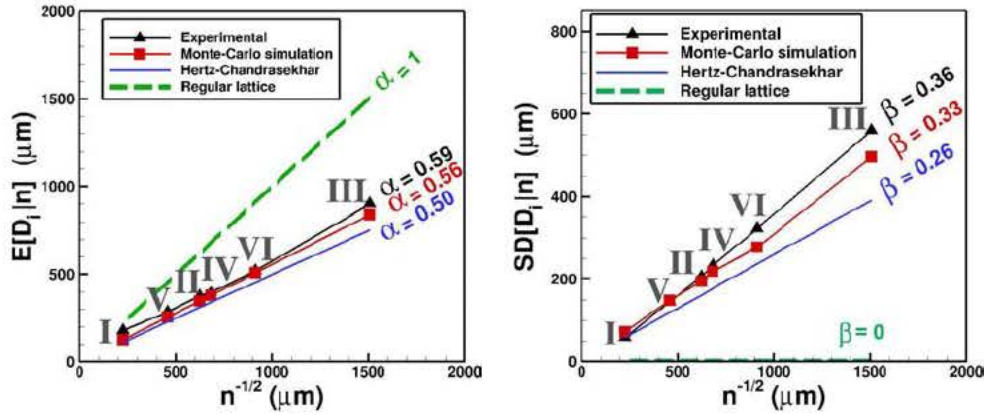 2000
1500
1000
500
0
E[D_i|n] (μm)
Experimental
Monte-Carlo simulation
Hertz-Chandrasekhar
Regular lattice
α = 1
III
α = 0.59
α = 0.56
α = 0.50
VI
IV
II
V
I
0 500 1000 1500 2000
n^{-1/2} (μm)
800
600
400
200
0
SD[D_i|n] (μm)
Experimental
Monte-Carlo simulation
Hertz-Chandrasekhar
Regular lattice
III
β = 0.36
β = 0.33
β = 0.26
VI
IV
II
V
I
β = 0
0 500 1000 1500 2000
n^{-1/2} (μm)